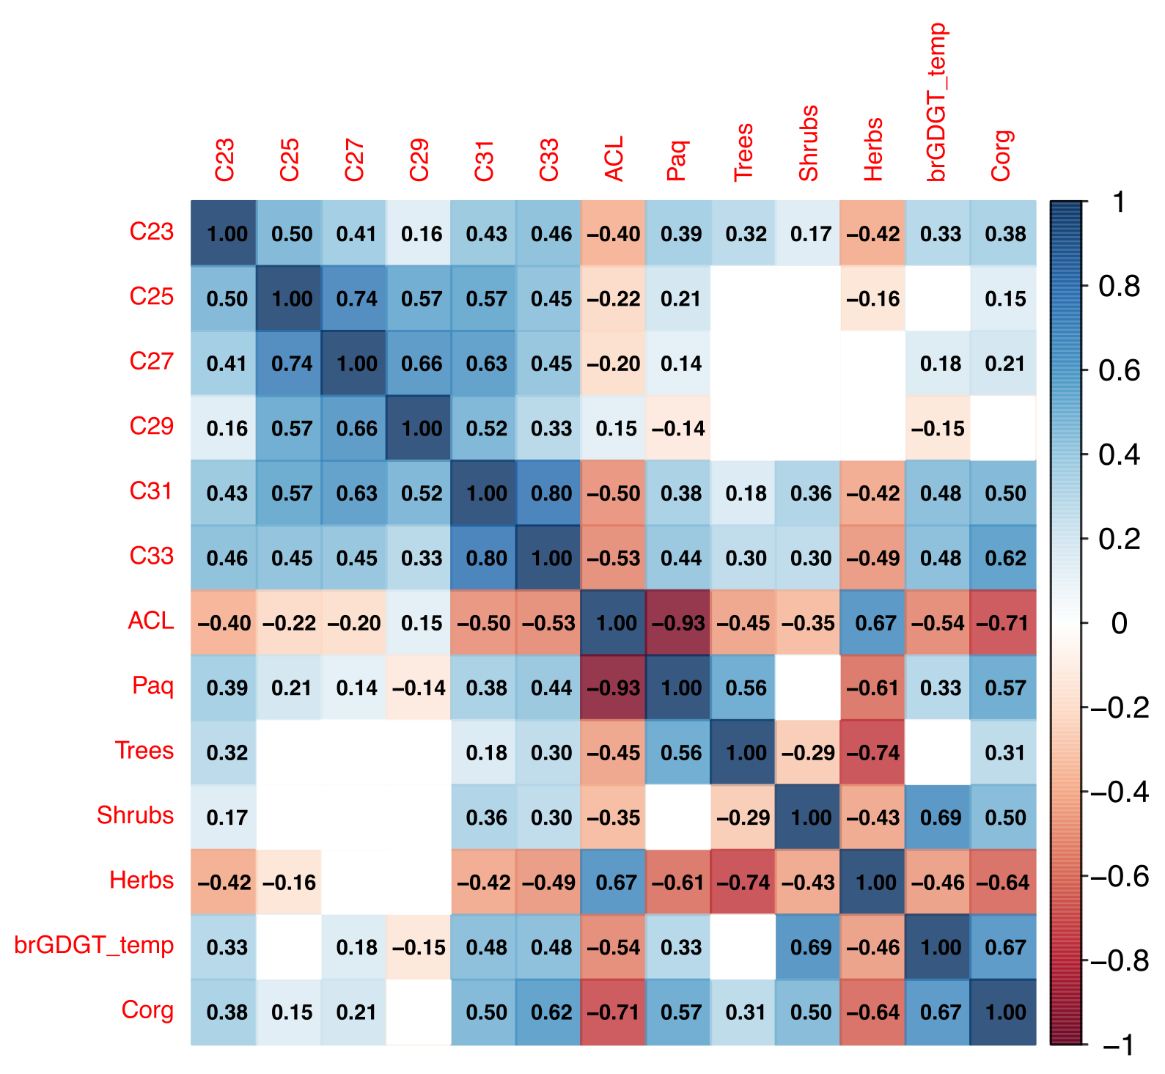 C23 C25 C27 C29 C31 C33 ACL Paq Trees Shrubs Herbs brGDGT_temp Corg
C23 1.00 0.50 0.41 0.16 0.43 0.46 −0.40 0.39 0.32 0.17 −0.42 0.33 0.38
C25 0.50 1.00 0.74 0.57 0.57 0.45 −0.22 0.21 −0.16 0.15
C27 0.41 0.74 1.00 0.66 0.63 0.45 −0.20 0.14 0.18 0.21
C29 0.16 0.57 0.66 1.00 0.52 0.33 0.15 −0.14 −0.15
C31 0.43 0.57 0.63 0.52 1.00 0.80 −0.50 0.38 0.18 0.36 −0.42 0.48 0.50
C33 0.46 0.45 0.45 0.33 0.80 1.00 −0.53 0.44 0.30 0.30 −0.49 0.48 0.62
ACL −0.40 −0.22 −0.20 0.15 −0.50 −0.53 1.00 −0.93 −0.45 −0.35 0.67 −0.54 −0.71
Paq 0.39 0.21 0.14 −0.14 0.38 0.44 −0.93 1.00 0.56 −0.61 0.33 0.57
Trees 0.32 0.18 0.30 −0.45 0.56 1.00 −0.29 −0.74 0.31
Shrubs 0.17 0.36 0.30 −0.35 −0.29 1.00 −0.43 0.69 0.50
Herbs −0.42 −0.16 −0.42 −0.49 0.67 −0.61 −0.74 −0.43 1.00 −0.46 −0.64
brGDGT_temp 0.33 0.18 −0.15 0.48 0.48 −0.54 0.33 0.69 −0.46 1.00 0.67
Corg 0.38 0.15 0.21 0.50 0.62 −0.71 0.57 0.31 0.50 −0.64 0.67 1.00
1
0.8
0.6
0.4
0.2
0
−0.2
−0.4
−0.6
−0.8
−1